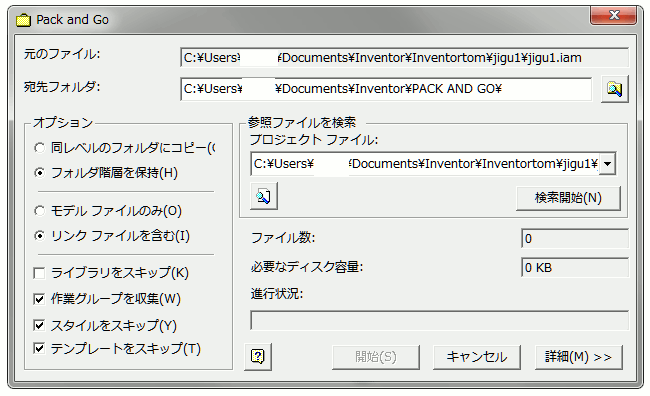 Pack and Go
元のファイル:
C:¥Users¥ ¥Documents¥Inventor¥Inventortom¥jigu1¥jigu1.iam
宛先フォルダ:
C:¥Users¥ ¥Documents¥Inventor¥PACK AND GO¥
オプション
同レベルのフォルダにコピー(
フォルダ階層を保持(H)
モデル ファイルのみ(O)
リンク ファイルを含む(I)
ライブラリをスキップ(K)
作業グループを収集(W)
スタイルをスキップ(Y)
テンプレートをスキップ(T)
参照ファイルを検索
プロジェクト ファイル:
C:¥Users¥ ¥Documents¥Inventor¥Inventortom¥jigu1¥
検索開始(N)
ファイル数:
0
必要なディスク容量:
0 KB
進行状況:
開始(S)
キャンセル
詳細(M) >>